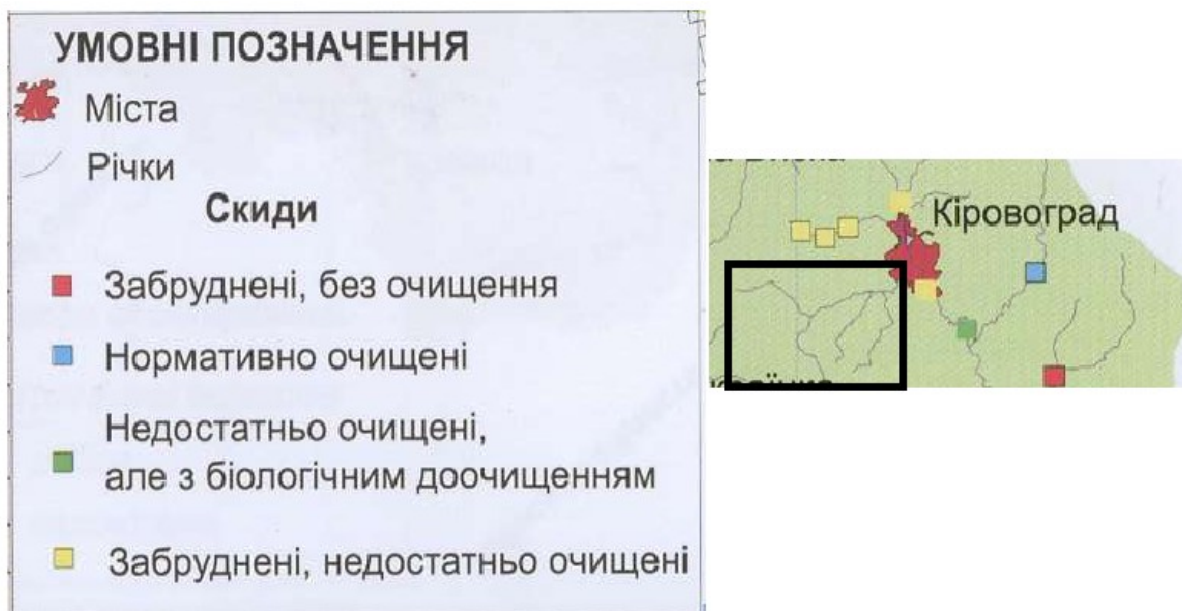 УМОВНІ ПОЗНАЧЕННЯ
Міста
Річки
Скиди
Забруднені, без очищення
Нормативно очищені
Недостатньо очищені,
але з біологічним доочищенням
Забруднені, недостатньо очищені
Кіровоград